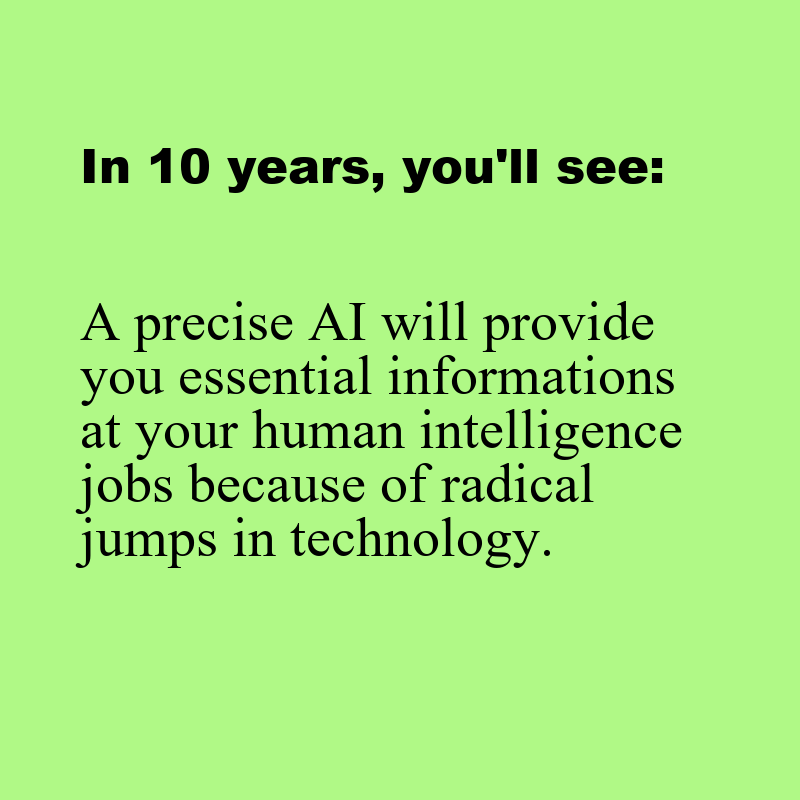 In 10 years, you'll see:
A precise AI will provide
you essential informations
at your human intelligence
jobs because of radical
jumps in technology.